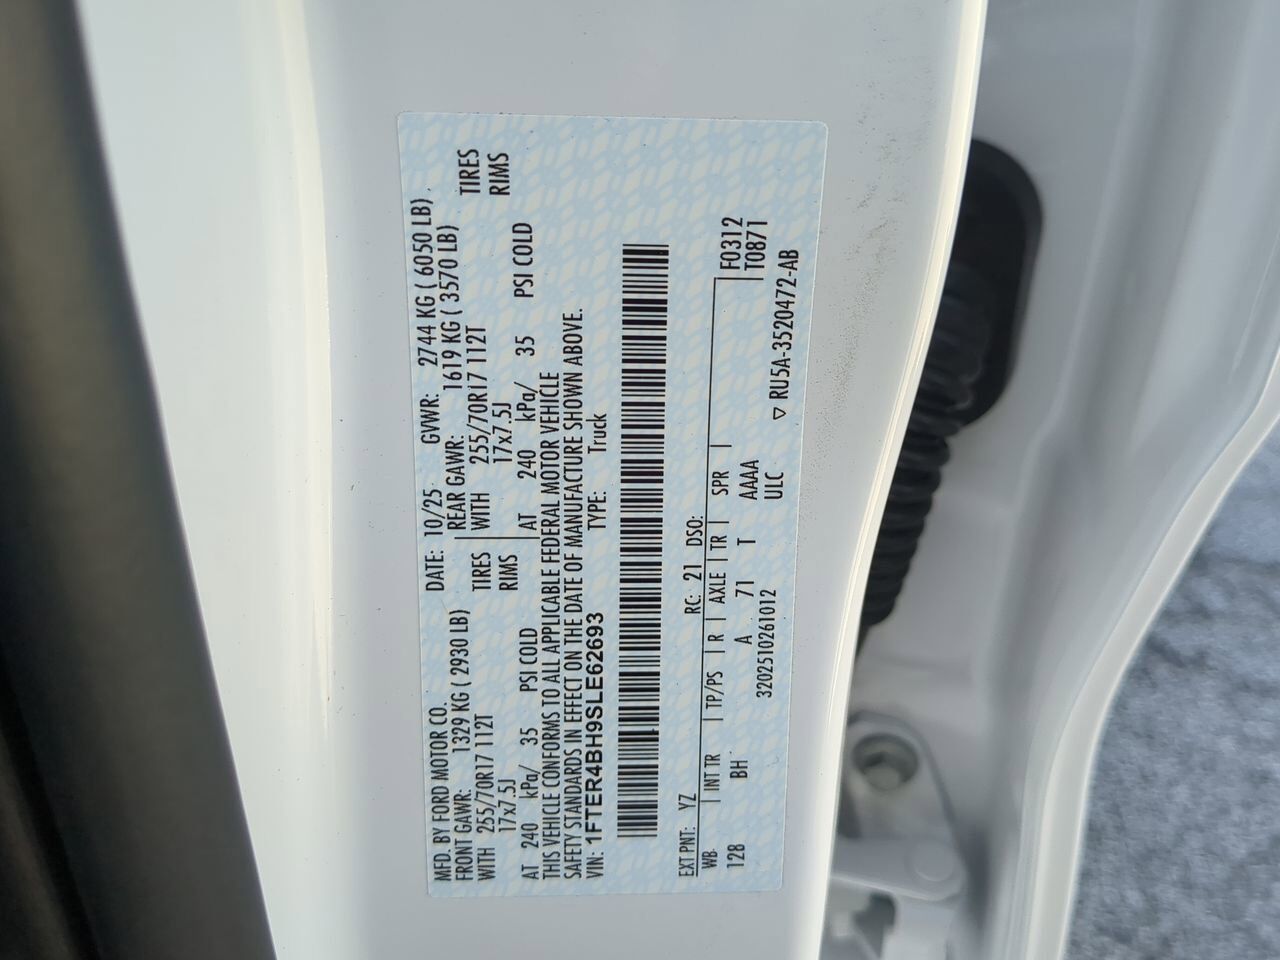 MFD. BY FORD MOTOR CO. DATE: 10/25 GVWR: 2744 KG ( 6050 LB)
FRONT GAWR: 1329 KG ( 2930 LB) REAR GAWR: 1619 KG ( 3570 LB)
WITH 255/70R17 112T TIRES WITH 255/70R17 112T TIRES
17x7.5J RIMS 17x7.5J RIMS
AT 240 kPa/ 35 PSI COLD AT 240 kPa/ 35 PSI COLD
THIS VEHICLE CONFORMS TO ALL APPLICABLE FEDERAL MOTOR VEHICLE
SAFETY STANDARDS IN EFFECT ON THE DATE OF MANUFACTURE SHOWN ABOVE.
VIN: 1FTER4BH9SLE62693 TYPE: Truck
EXT PNT: YZ RC: 21 DSO:
WB INT TR TP/PS R AXLE TR SPR F0312
128 BH A 71 T AAAA T0871
3202510261012 ULC
▽ RU5A-3520472-AB